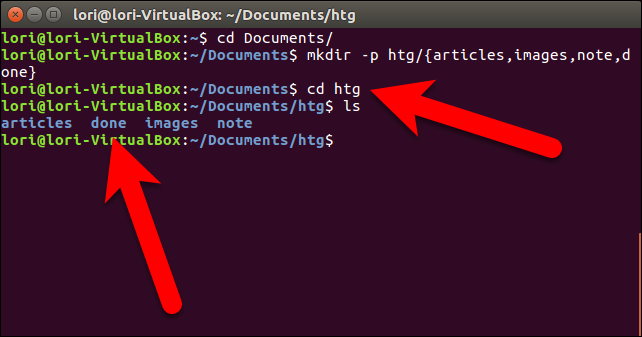 lori@lori-VirtualBox: ~/Documents/htg
lori@lori-VirtualBox:~$ cd Documents/
lori@lori-VirtualBox:~/Documents$ mkdir -p htg/{articles,images,note,d
one}
lori@lori-VirtualBox:~/Documents$ cd htg
lori@lori-VirtualBox:~/Documents/htg$ ls
articles  done  images  note
lori@lori-VirtualBox:~/Documents/htg$